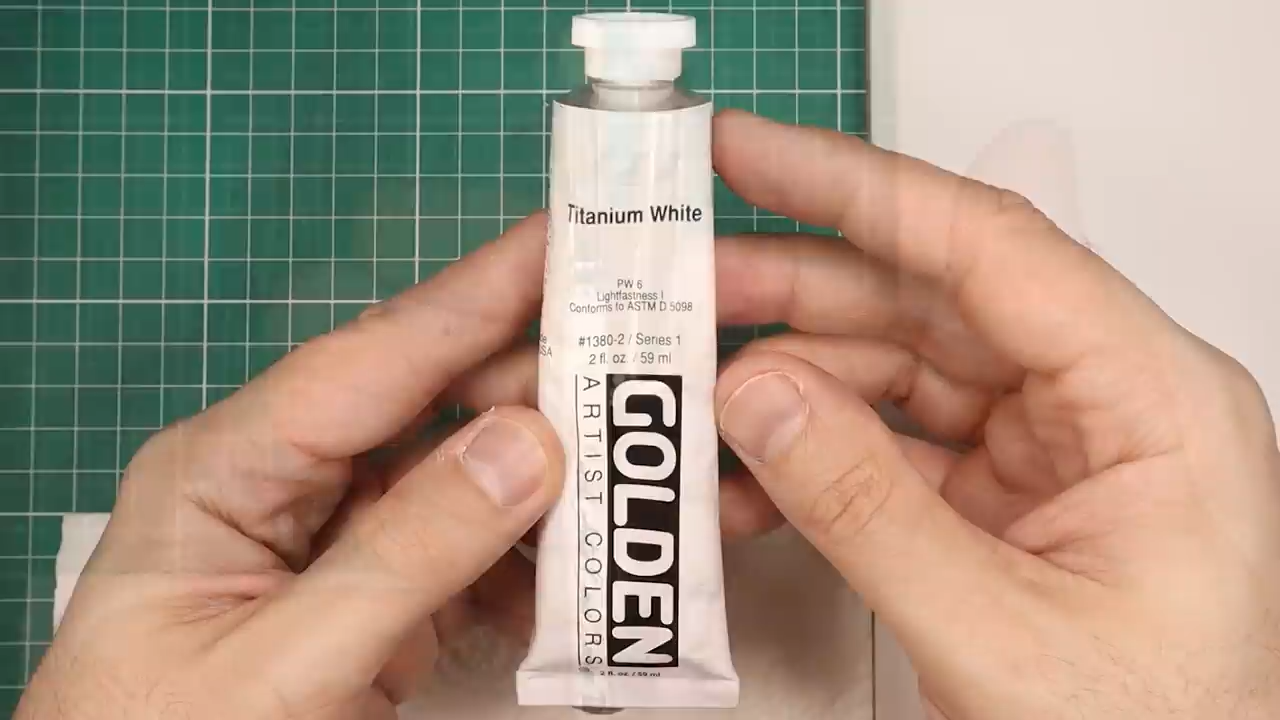 Titanium White
PW 6
Lightfastness I
Conforms to ASTM D 5098
#1380-2 / Series 1
2 fl. oz. / 59 ml
GOLDEN
ARTIST COLORS
2 fl. oz. / 59 ml
USA